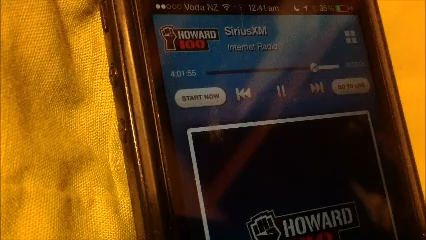 Voda NZ 12:41 am 35%
HOWARD 100
SiriusXM
Internet Radio
4:01:55
START NOW
GO TO LIVE
HOWARD
100